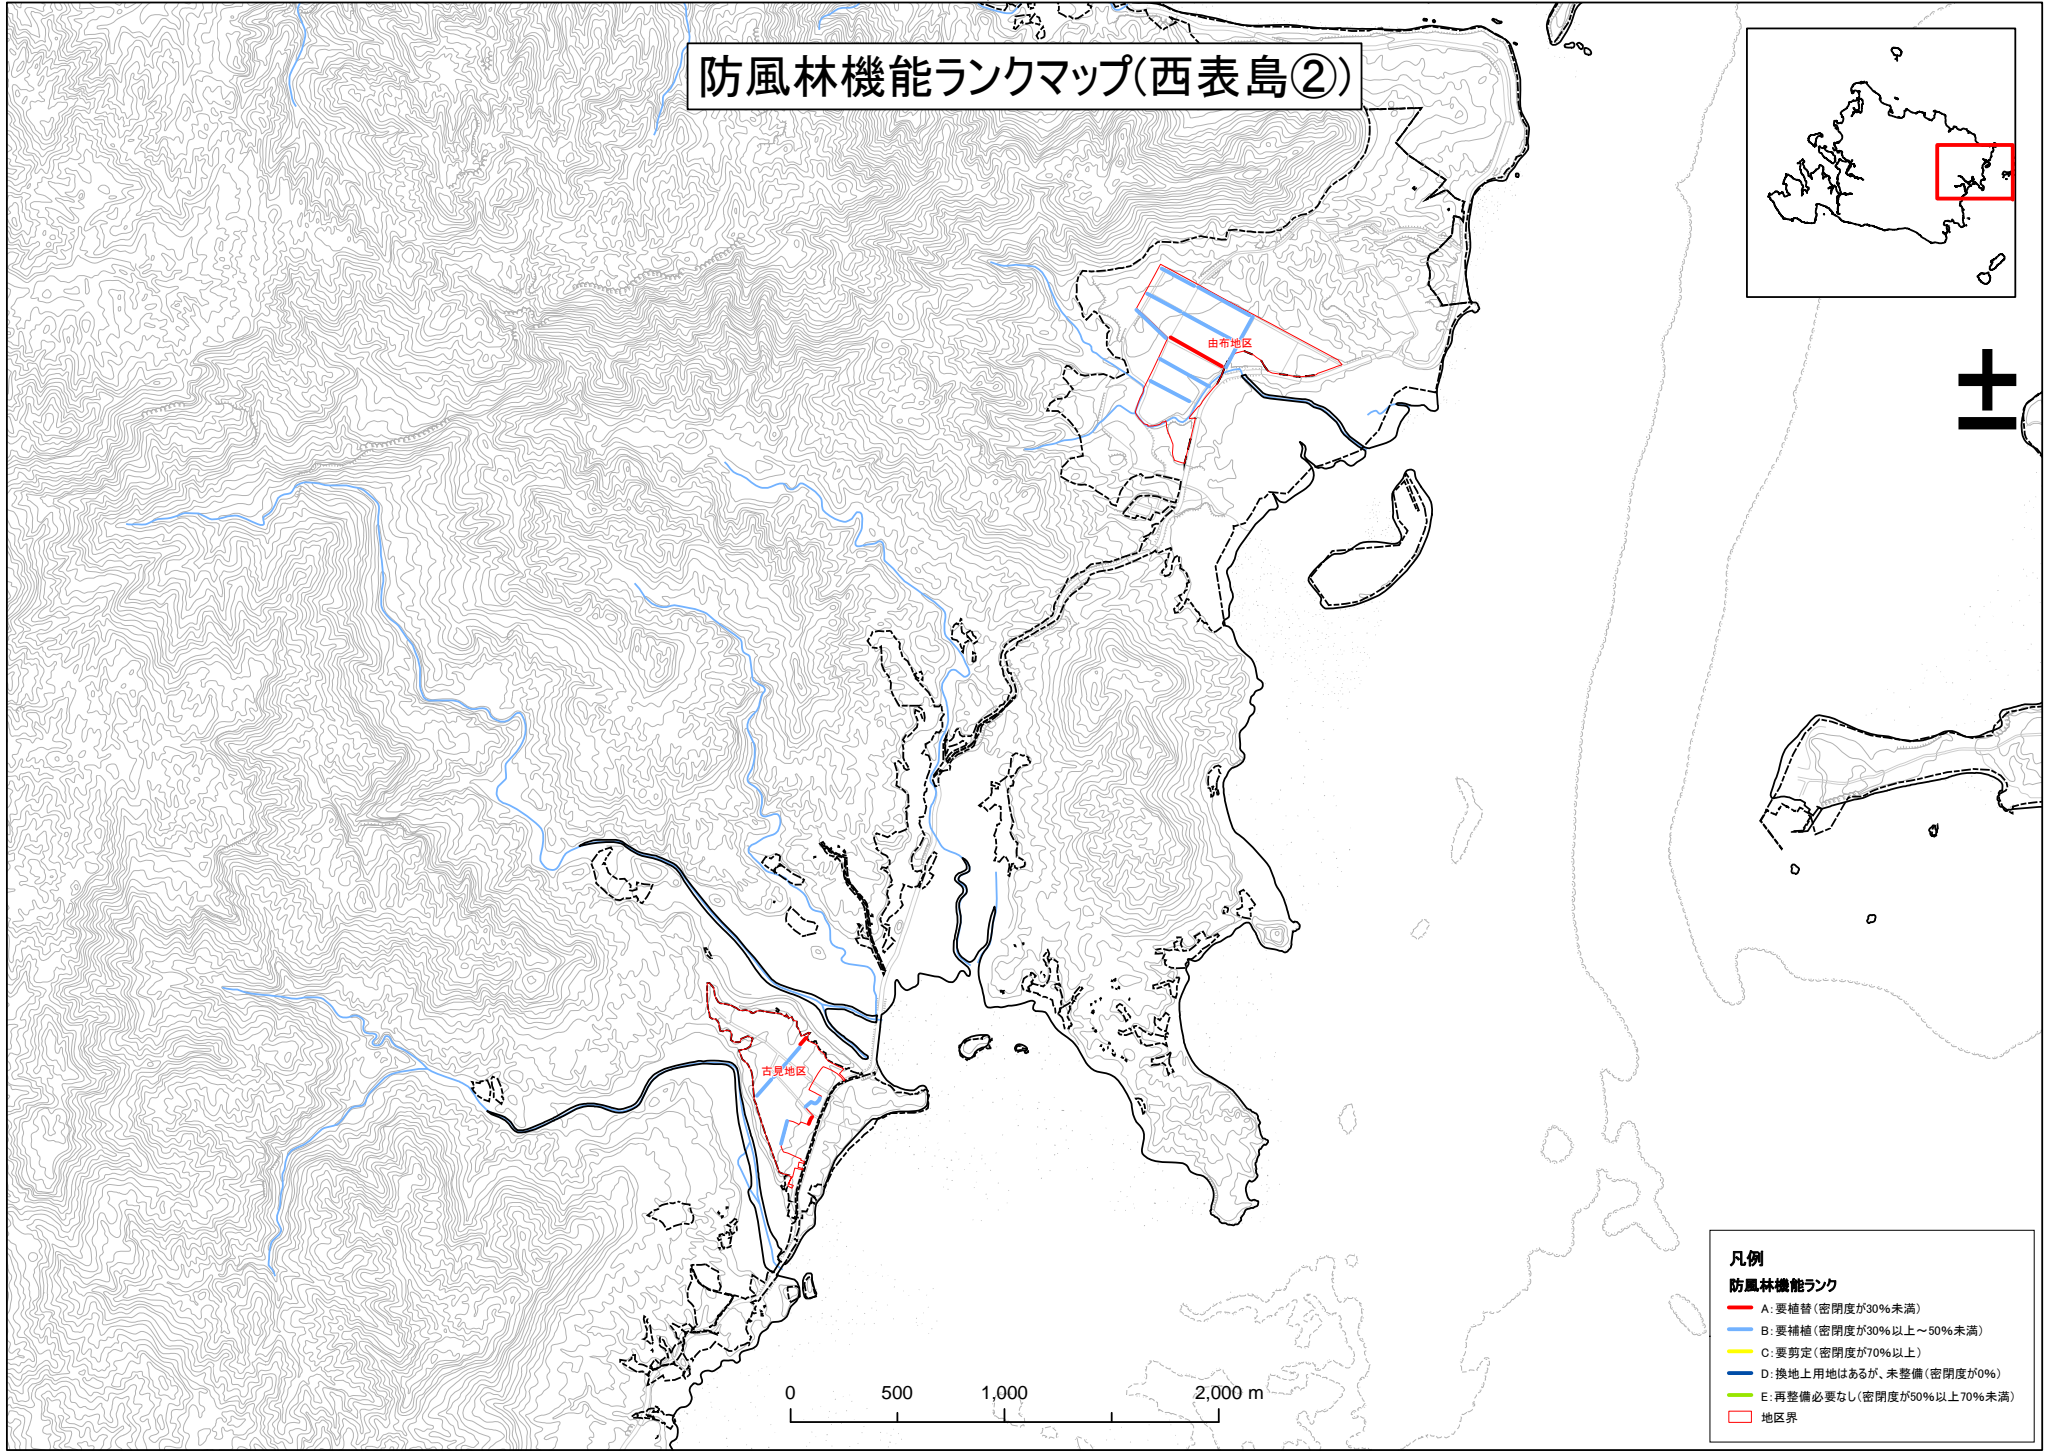 防風林機能ランクマップ(西表島②)
由布地区
古見地区
0 500 1,000 2,000 m
凡例
防風林機能ランク
A:要植替(密閉度が30%未満)
B:要補植(密閉度が30%以上～50%未満)
C:要剪定(密閉度が70%以上)
D:換地上用地はあるが、未整備(密閉度が0%)
E:再整備必要なし(密閉度が50%以上70%未満)
地区界